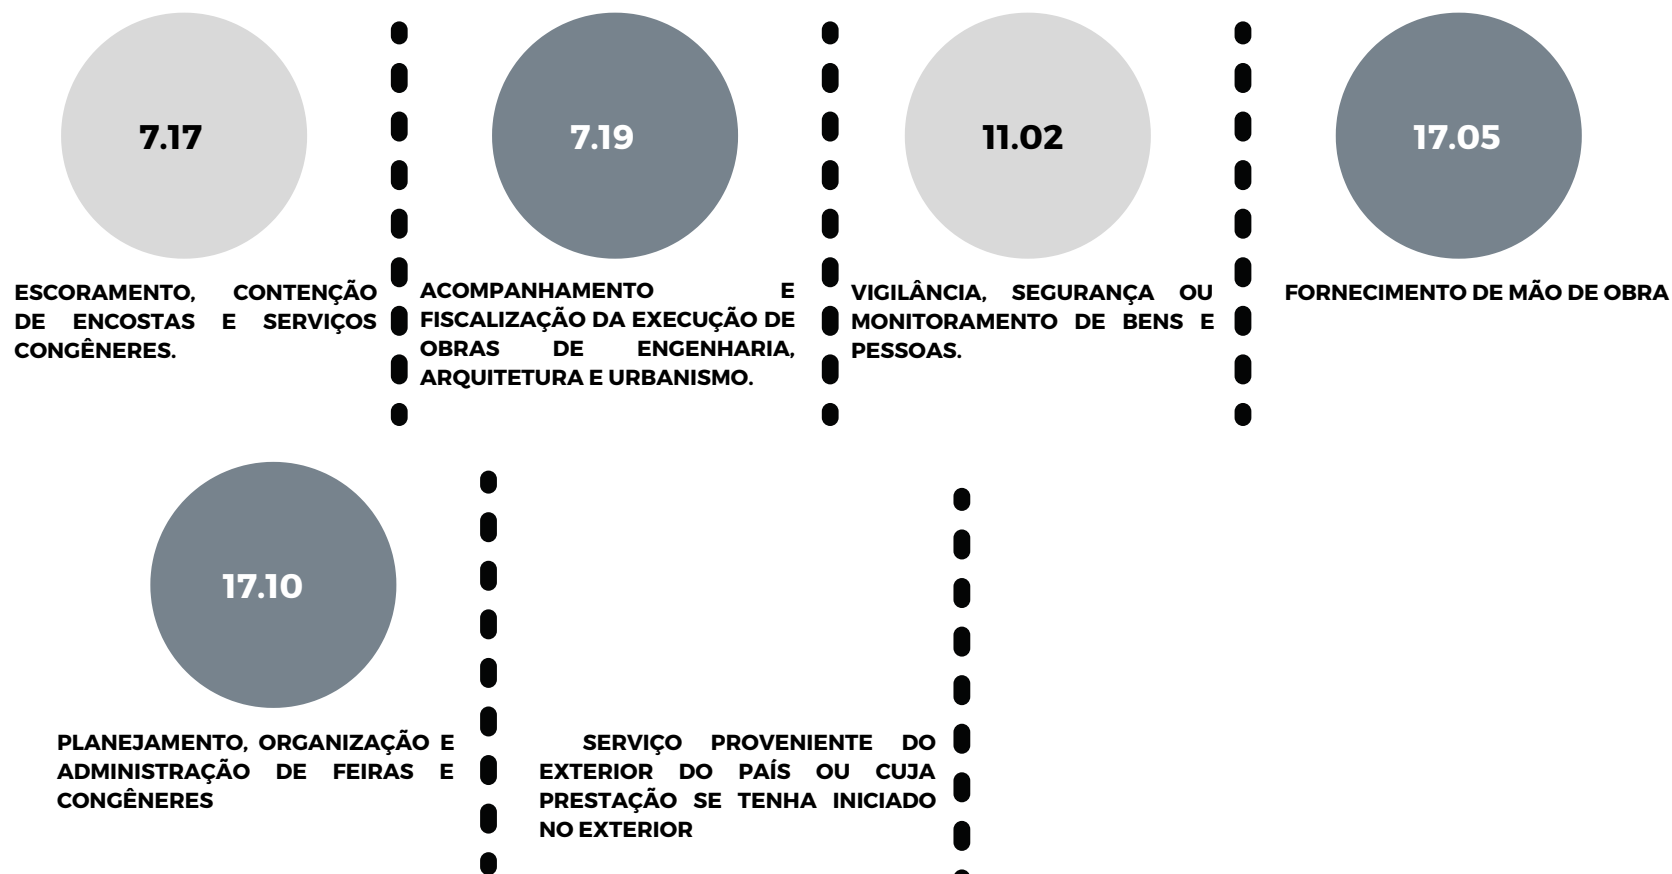 7.17
ESCORAMENTO, CONTENÇÃO
DE ENCOSTAS E SERVIÇOS
CONGÊNERES.
7.19
ACOMPANHAMENTO E
FISCALIZAÇÃO DA EXECUÇÃO DE
OBRAS DE ENGENHARIA,
ARQUITETURA E URBANISMO.
11.02
VIGILÂNCIA, SEGURANÇA OU
MONITORAMENTO DE BENS E
PESSOAS.
17.05
FORNECIMENTO DE MÃO DE OBRA
17.10
PLANEJAMENTO, ORGANIZAÇÃO E
ADMINISTRAÇÃO DE FEIRAS E
CONGÊNERES
SERVIÇO PROVENIENTE DO
EXTERIOR DO PAÍS OU CUJA
PRESTAÇÃO SE TENHA INICIADO
NO EXTERIOR